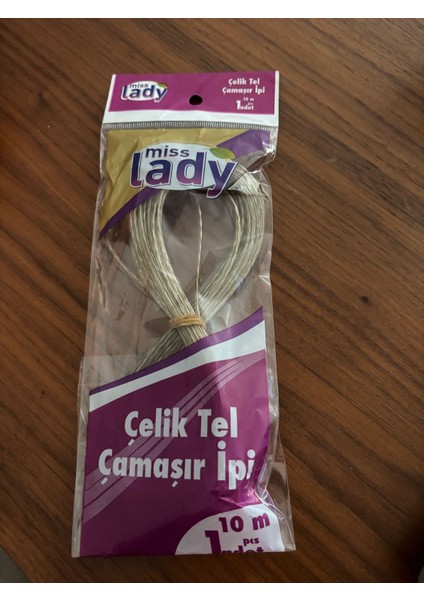 miss
lady
Çelik Tel
Çamaşır İpi
10 m
pcs
1 adet
miss
lady
Çelik Tel
Çamaşır İpi
10 m
pcs
1 adet